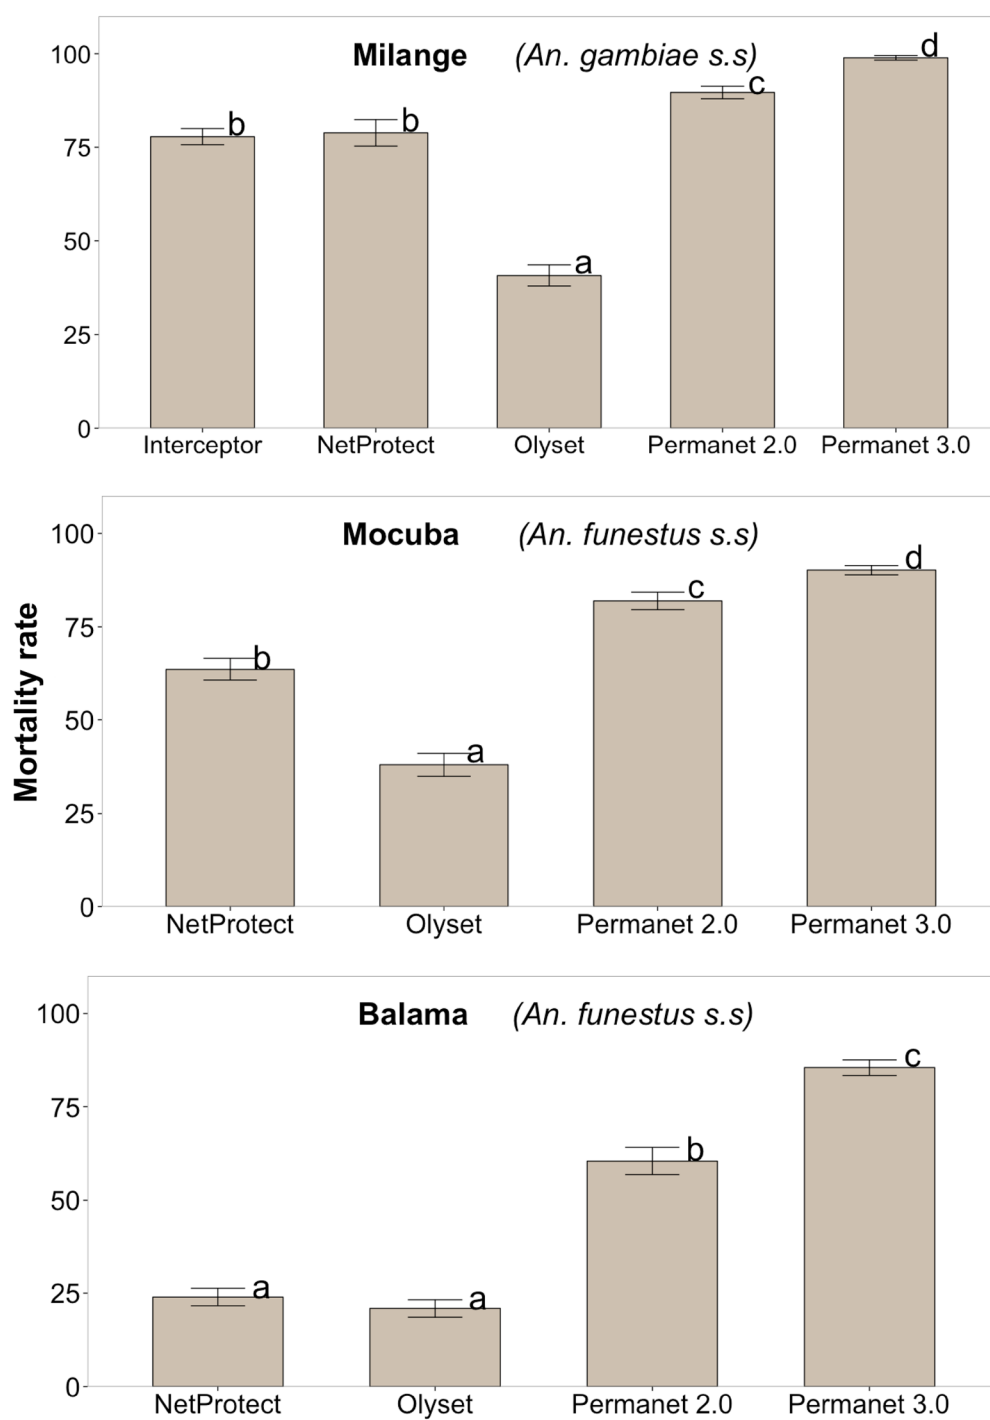 Milange (An. gambiae s.s)
100
75
50
25
0
b
b
a
c
d
Interceptor NetProtect Olyset Permanet 2.0 Permanet 3.0
Mortality rate
Mocuba (An. funestus s.s)
100
75
50
25
0
b
a
c
d
NetProtect Olyset Permanet 2.0 Permanet 3.0
Balama (An. funestus s.s)
100
75
50
25
0
a
a
b
c
NetProtect Olyset Permanet 2.0 Permanet 3.0